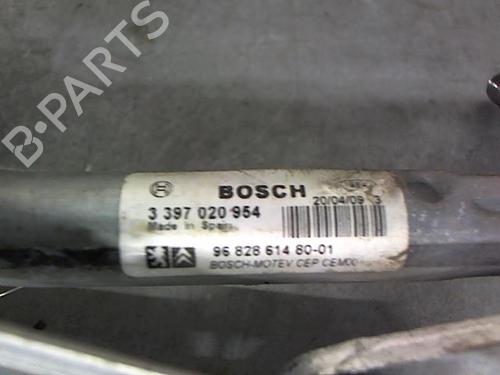 B-PARTS
BOSCH
3 397 020 954
Made in Spain
20/04/09 3
96 828 614 80-01
BOSCH-MOTEV CEP CEMXX